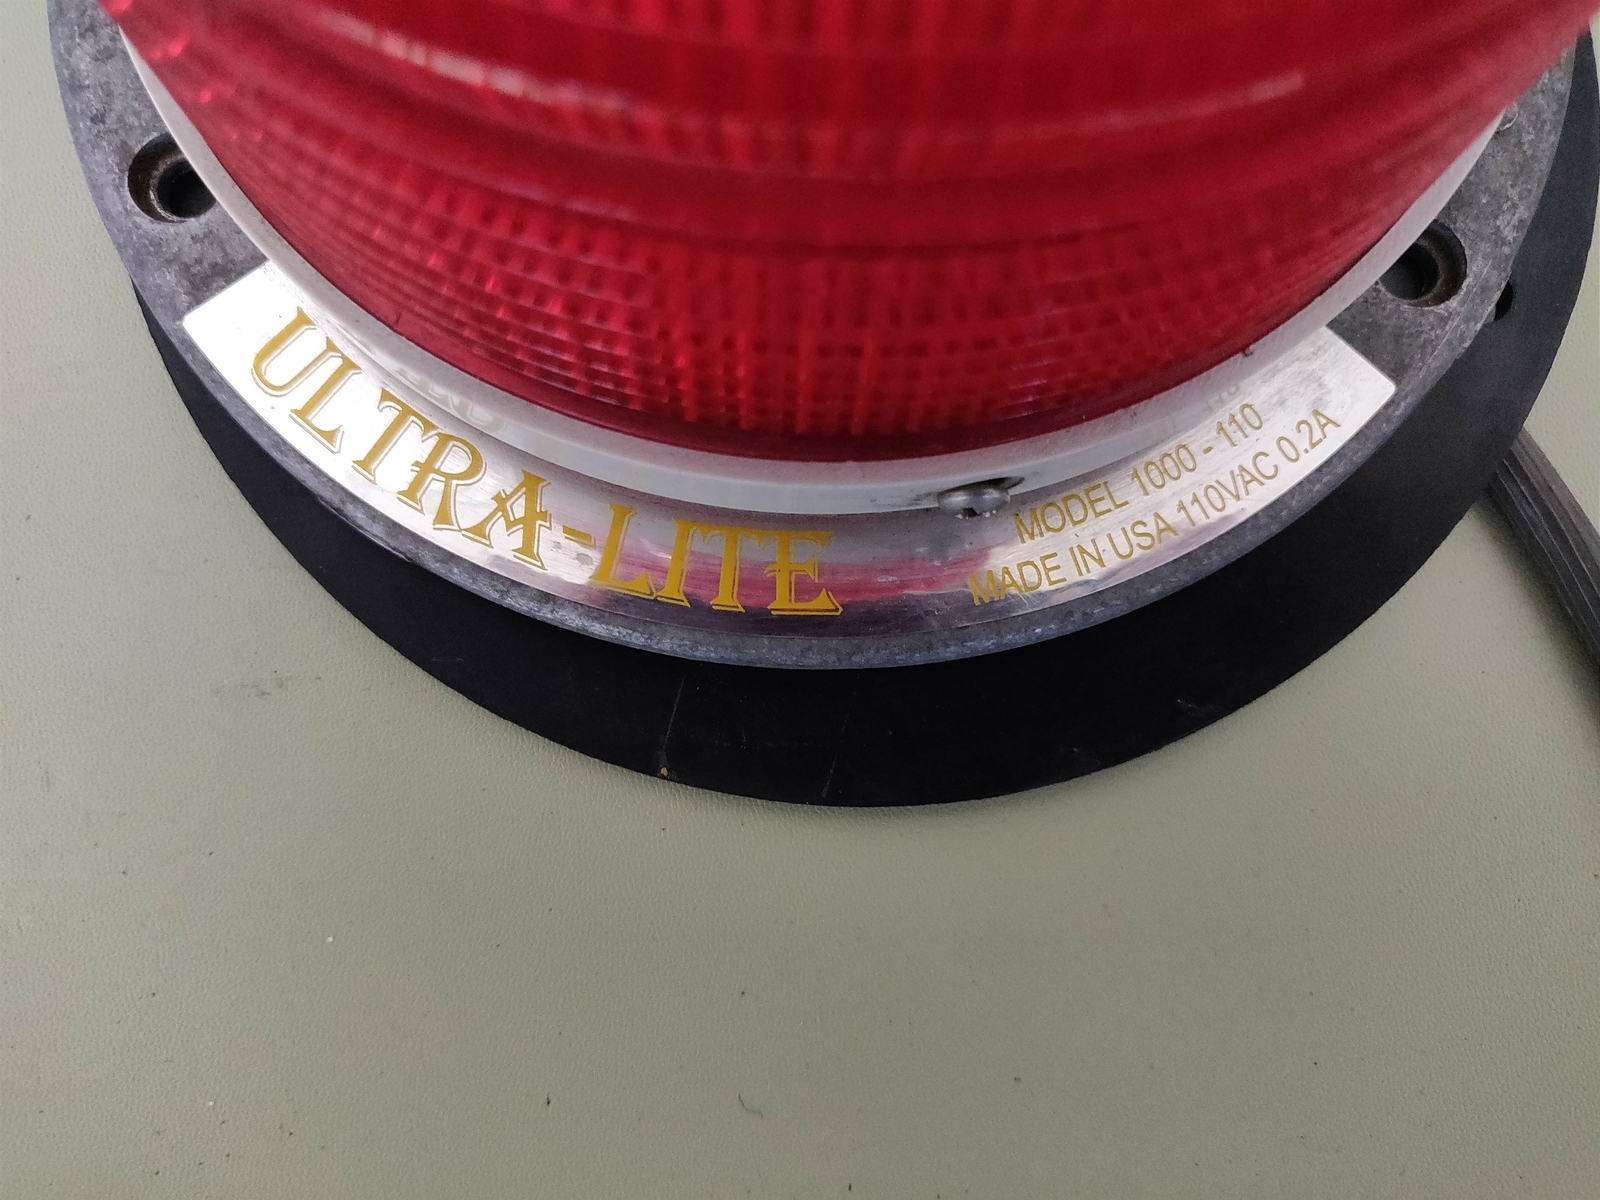 ULTRA-LITE
MODEL 1000 - 110
MADE IN USA 110VAC 0.2A